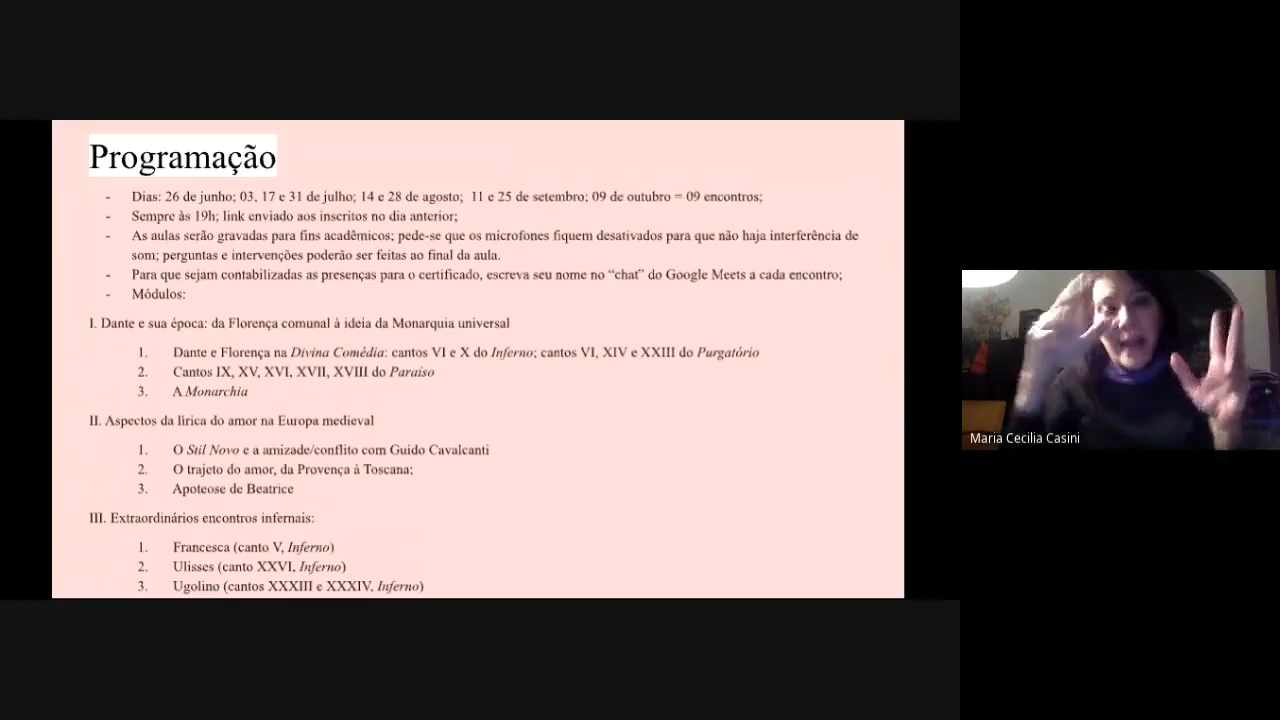 Programação
- Dias: 26 de junho; 03, 17 e 31 de julho; 14 e 28 de agosto; 11 e 25 de setembro; 09 de outubro = 09 encontros;
- Sempre às 19h; link enviado aos inscritos no dia anterior;
- As aulas serão gravadas para fins acadêmicos; pede-se que os microfones fiquem desativados para que não haja interferência de
som; perguntas e intervenções poderão ser feitas ao final da aula.
- Para que sejam contabilizadas as presenças para o certificado, escreva seu nome no “chat” do Google Meets a cada encontro;
- Módulos:
I. Dante e sua época: da Florença comunal à ideia da Monarquia universal
1. Dante e Florença na Divina Comédia: cantos VI e X do Inferno; cantos VI, XIV e XXIII do Purgatório
2. Cantos IX, XV, XVI, XVII, XVIII do Paraíso
3. A Monarchia
II. Aspectos da lírica do amor na Europa medieval
1. O Stil Novo e a amizade/conflito com Guido Cavalcanti
2. O trajeto do amor, da Provença à Toscana;
3. Apoteose de Beatrice
III. Extraordinários encontros infernais:
1. Francesca (canto V, Inferno)
2. Ulisses (canto XXVI, Inferno)
3. Ugolino (cantos XXXIII e XXXIV, Inferno)
Maria Cecilia Casini